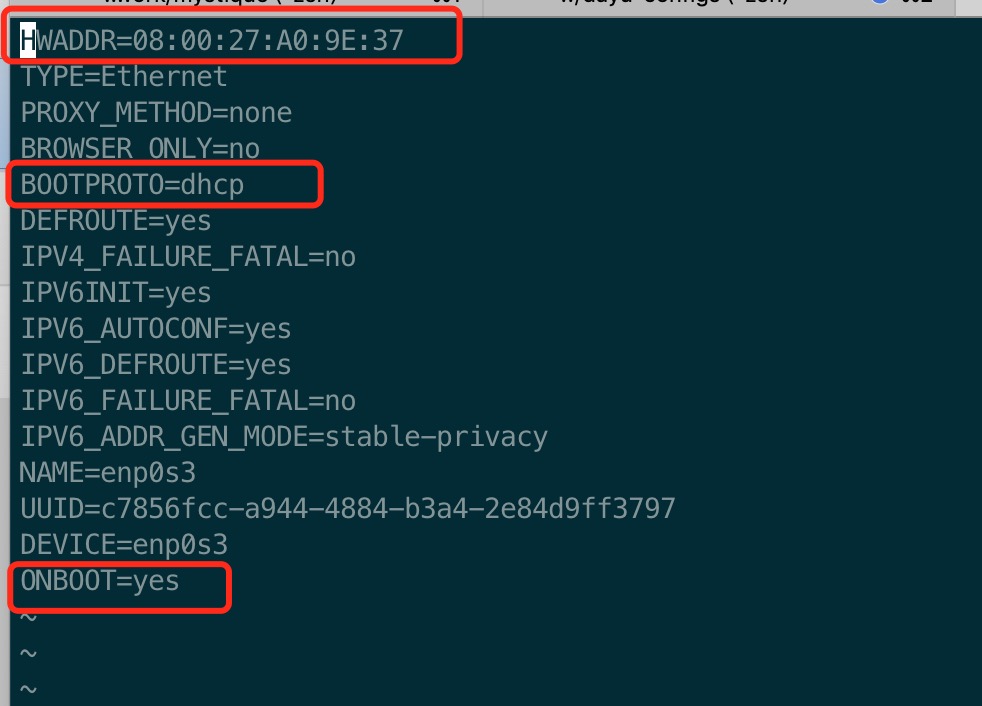 HWADDR=08:00:27:A0:9E:37
TYPE=Ethernet
PROXY_METHOD=none
BROWSER_ONLY=no
BOOTPROTO=dhcp
DEFROUTE=yes
IPV4_FAILURE_FATAL=no
IPV6INIT=yes
IPV6_AUTOCONF=yes
IPV6_DEFROUTE=yes
IPV6_FAILURE_FATAL=no
IPV6_ADDR_GEN_MODE=stable-privacy
NAME=enp0s3
UUID=c7856fcc-a944-4884-b3a4-2e84d9ff3797
DEVICE=enp0s3
ONBOOT=yes
~
~
~